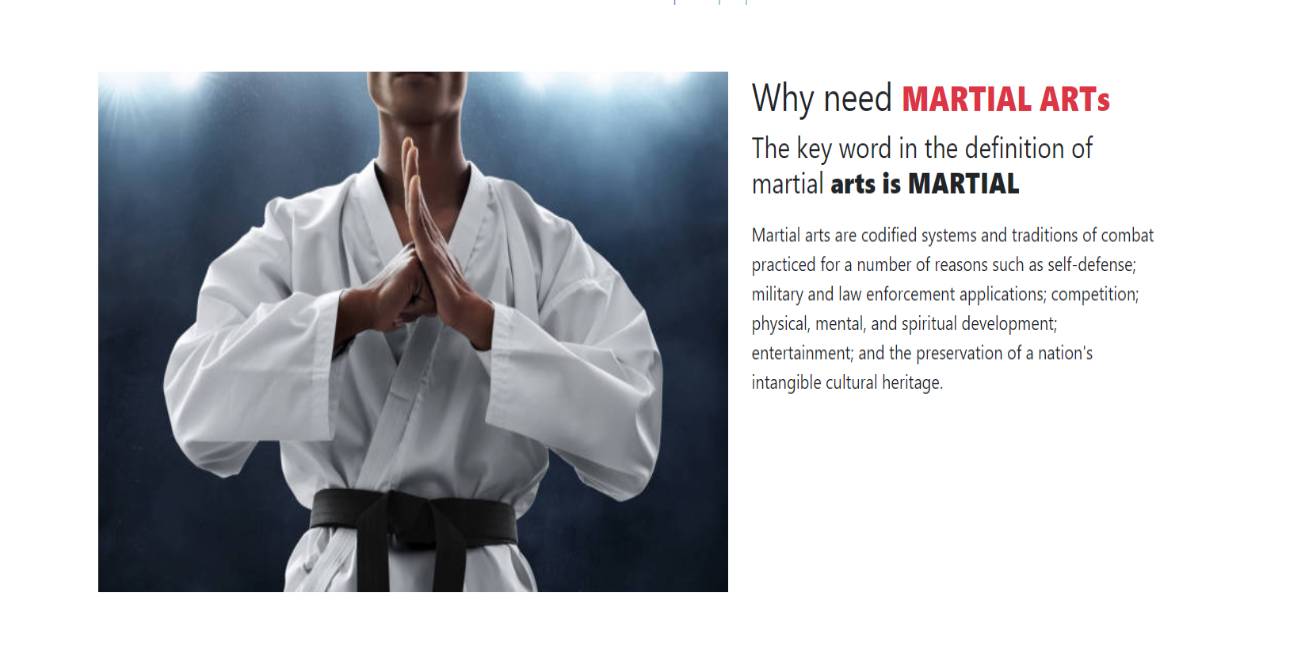 Why need MARTIAL ARTs
The key word in the definition of
martial arts is MARTIAL
Martial arts are codified systems and traditions of combat
practiced for a number of reasons such as self-defense;
military and law enforcement applications; competition;
physical, mental, and spiritual development;
entertainment; and the preservation of a nation's
intangible cultural heritage.